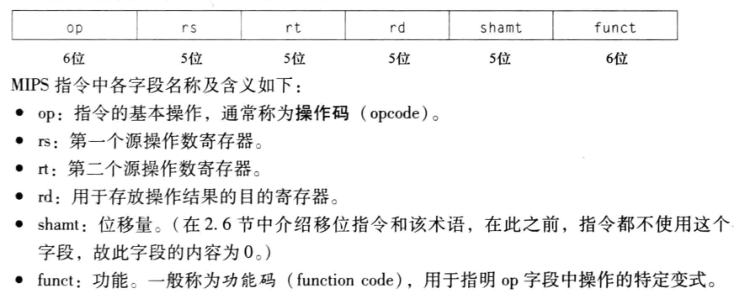 op rs rt rd shamt funct
6位 5位 5位 5位 5位 6位
MIPS 指令中各字段名称及含义如下：
● op：指令的基本操作，通常称为操作码（opcode）。
● rs：第一个源操作数寄存器。
● rt：第二个源操作数寄存器。
● rd：用于存放操作结果的目的寄存器。
● shamt：位移量。（在 2.6 节中介绍移位指令和该术语，在此之前，指令都不使用这个
字段，故此字段的内容为 0。）
● funct：功能。一般称为功能码（function code），用于指明 op 字段中操作的特定变式。